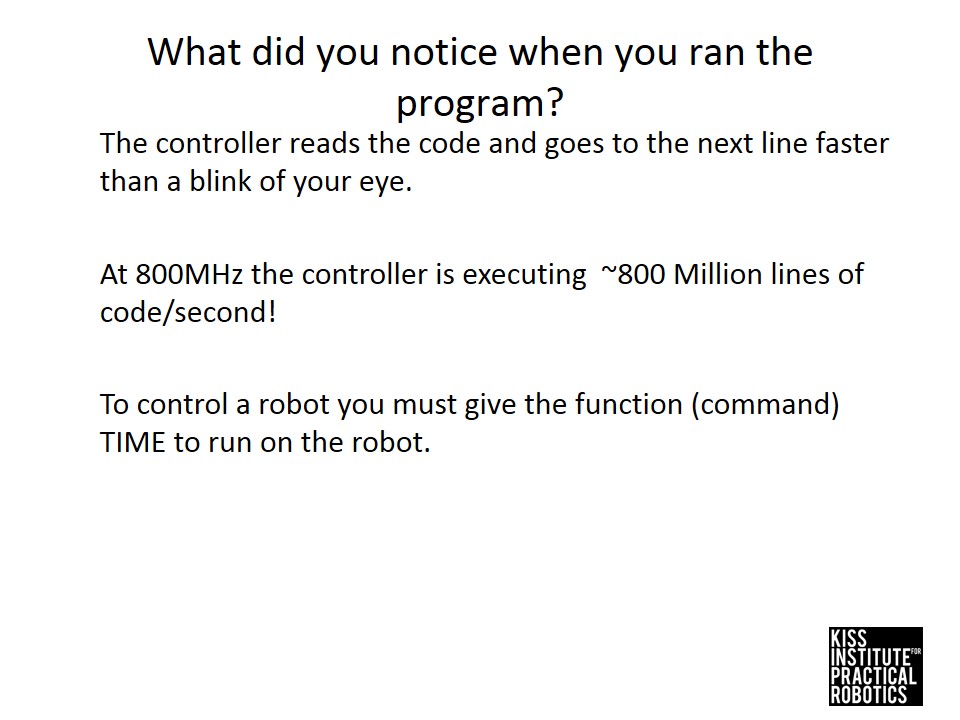 What did you notice when you ran the
program?
The controller reads the code and goes to the next line faster
than a blink of your eye.
At 800MHz the controller is executing  ~800 Million lines of
code/second!
To control a robot you must give the function (command)
TIME to run on the robot.
KISS
INSTITUTE FOR
PRACTICAL
ROBOTICS